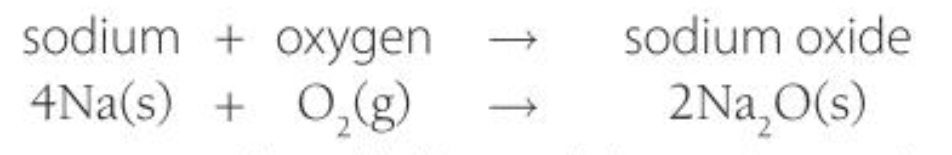 sodium + oxygen → sodium oxide
4Na(s) + O₂(g) → 2Na₂O(s)